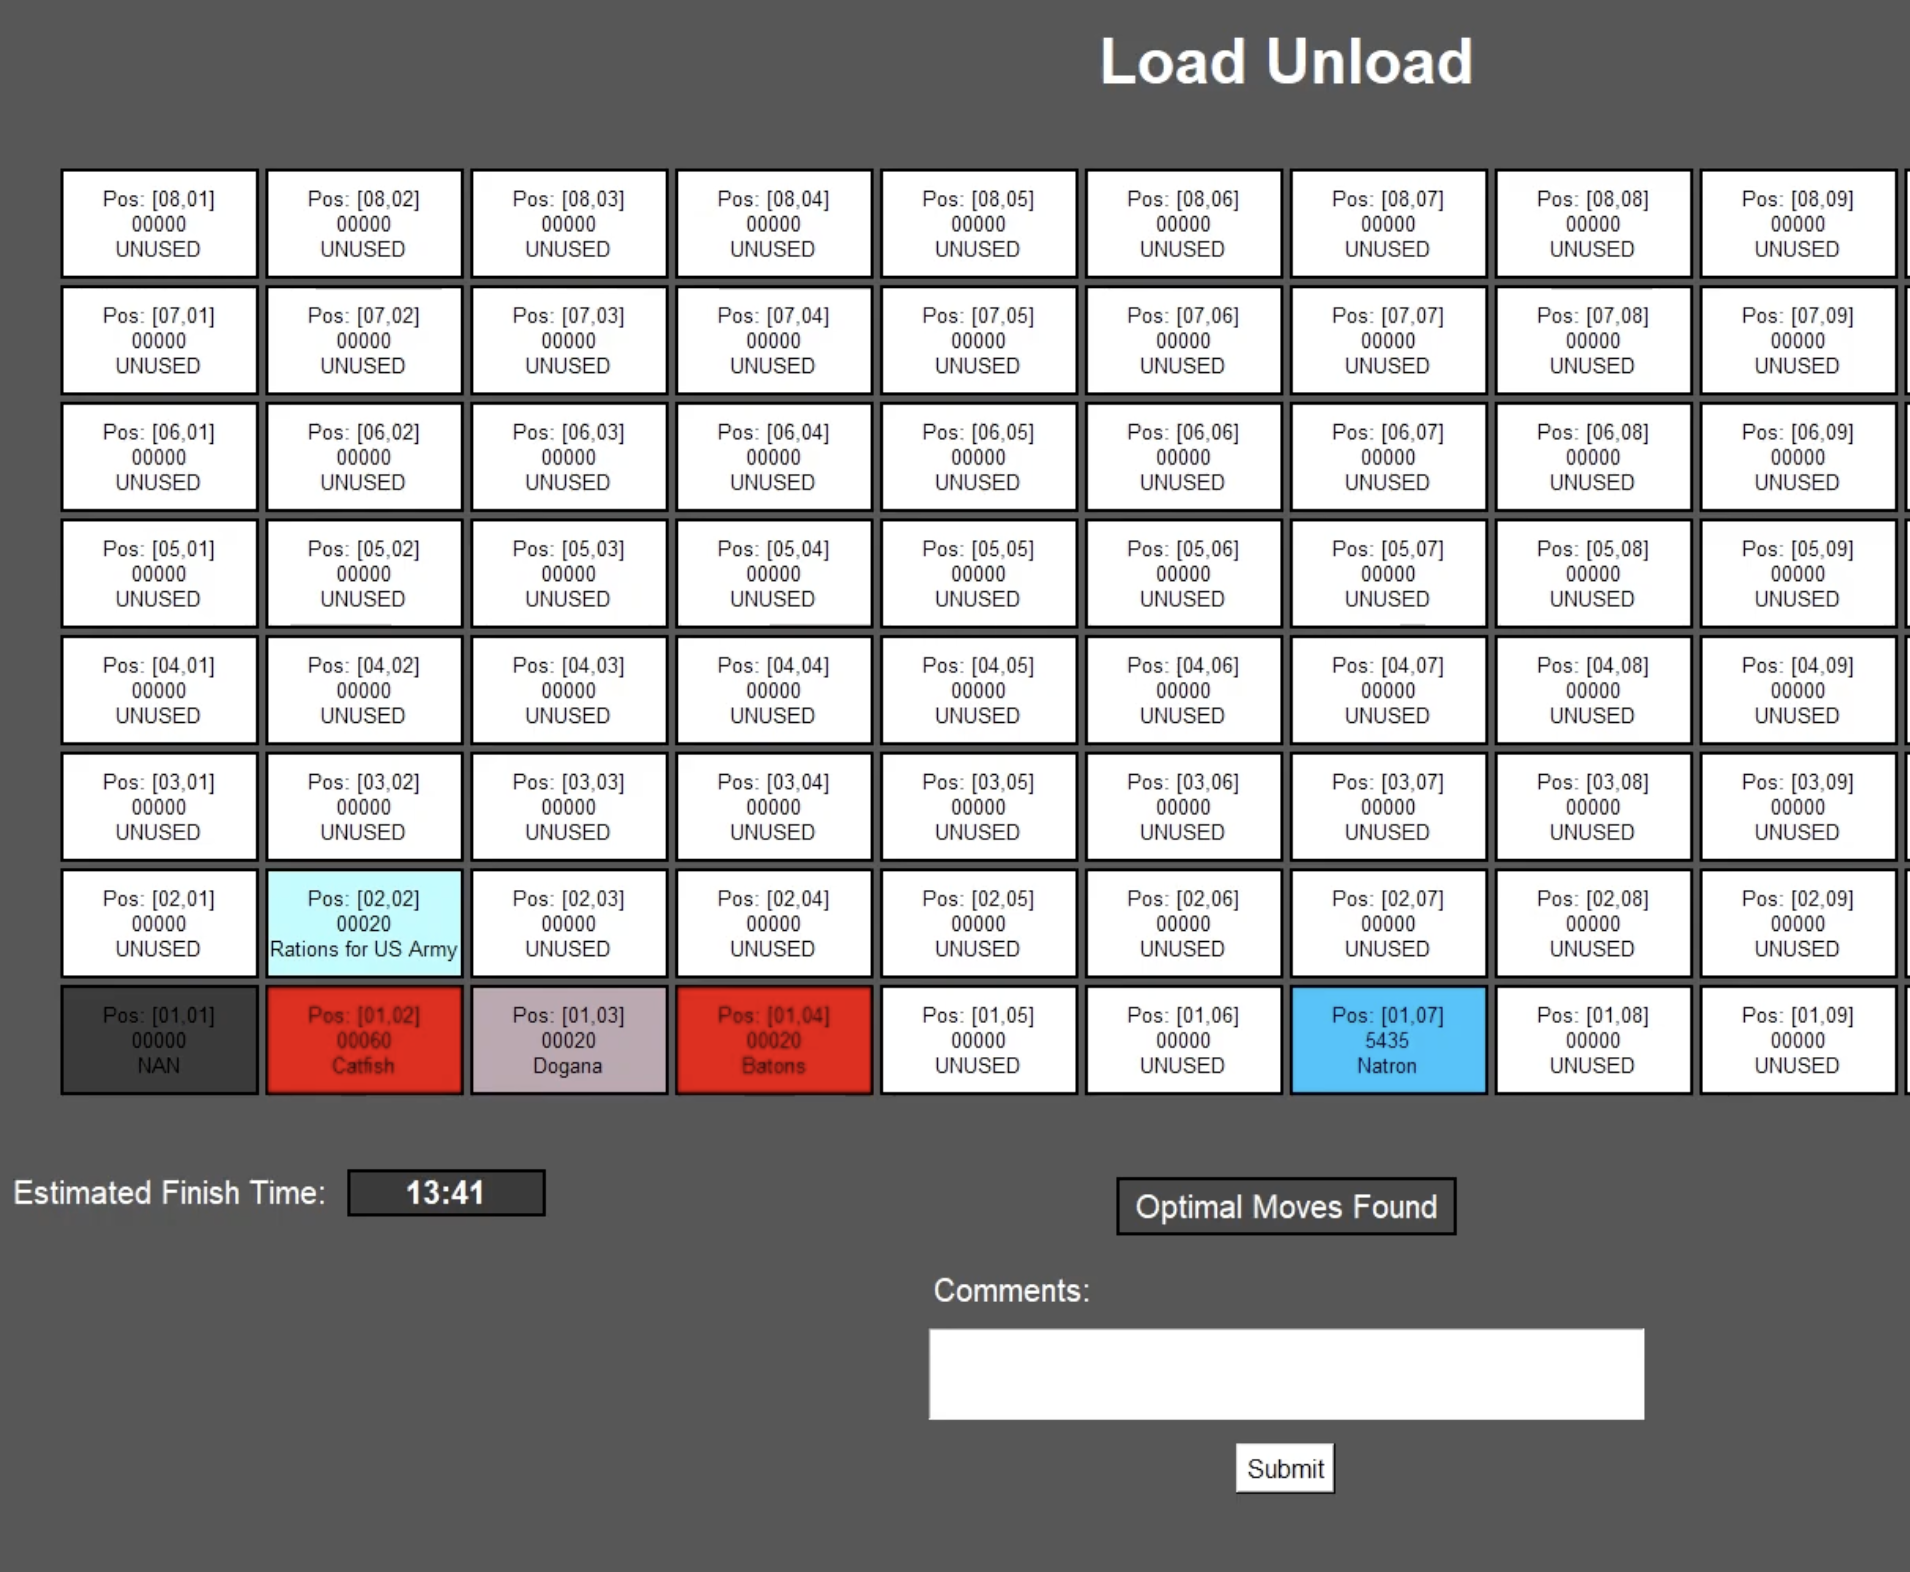 Load Unload
Pos: [08,01] Pos: [08,02] Pos: [08,03] Pos: [08,04] Pos: [08,05] Pos: [08,06] Pos: [08,07] Pos: [08,08] Pos: [08,09]
00000 00000 00000 00000 00000 00000 00000 00000 00000
UNUSED UNUSED UNUSED UNUSED UNUSED UNUSED UNUSED UNUSED UNUSED
Pos: [07,01] Pos: [07,02] Pos: [07,03] Pos: [07,04] Pos: [07,05] Pos: [07,06] Pos: [07,07] Pos: [07,08] Pos: [07,09]
00000 00000 00000 00000 00000 00000 00000 00000 00000
UNUSED UNUSED UNUSED UNUSED UNUSED UNUSED UNUSED UNUSED UNUSED
Pos: [06,01] Pos: [06,02] Pos: [06,03] Pos: [06,04] Pos: [06,05] Pos: [06,06] Pos: [06,07] Pos: [06,08] Pos: [06,09]
00000 00000 00000 00000 00000 00000 00000 00000 00000
UNUSED UNUSED UNUSED UNUSED UNUSED UNUSED UNUSED UNUSED UNUSED
Pos: [05,01] Pos: [05,02] Pos: [05,03] Pos: [05,04] Pos: [05,05] Pos: [05,06] Pos: [05,07] Pos: [05,08] Pos: [05,09]
00000 00000 00000 00000 00000 00000 00000 00000 00000
UNUSED UNUSED UNUSED UNUSED UNUSED UNUSED UNUSED UNUSED UNUSED
Pos: [04,01] Pos: [04,02] Pos: [04,03] Pos: [04,04] Pos: [04,05] Pos: [04,06] Pos: [04,07] Pos: [04,08] Pos: [04,09]
00000 00000 00000 00000 00000 00000 00000 00000 00000
UNUSED UNUSED UNUSED UNUSED UNUSED UNUSED UNUSED UNUSED UNUSED
Pos: [03,01] Pos: [03,02] Pos: [03,03] Pos: [03,04] Pos: [03,05] Pos: [03,06] Pos: [03,07] Pos: [03,08] Pos: [03,09]
00000 00000 00000 00000 00000 00000 00000 00000 00000
UNUSED UNUSED UNUSED UNUSED UNUSED UNUSED UNUSED UNUSED UNUSED
Pos: [02,01] Pos: [02,02] Pos: [02,03] Pos: [02,04] Pos: [02,05] Pos: [02,06] Pos: [02,07] Pos: [02,08] Pos: [02,09]
00000 00020 00000 00000 00000 00000 00000 00000 00000
UNUSED Rations for US Army UNUSED UNUSED UNUSED UNUSED UNUSED UNUSED UNUSED
Pos: [01,01] Pos: [01,02] Pos: [01,03] Pos: [01,04] Pos: [01,05] Pos: [01,06] Pos: [01,07] Pos: [01,08] Pos: [01,09]
00000 00060 00020 00020 00000 00000 5435 00000 00000
NAN Catfish Dogana Batons UNUSED UNUSED Natron UNUSED UNUSED
Estimated Finish Time: 13:41
Optimal Moves Found
Comments:
Submit